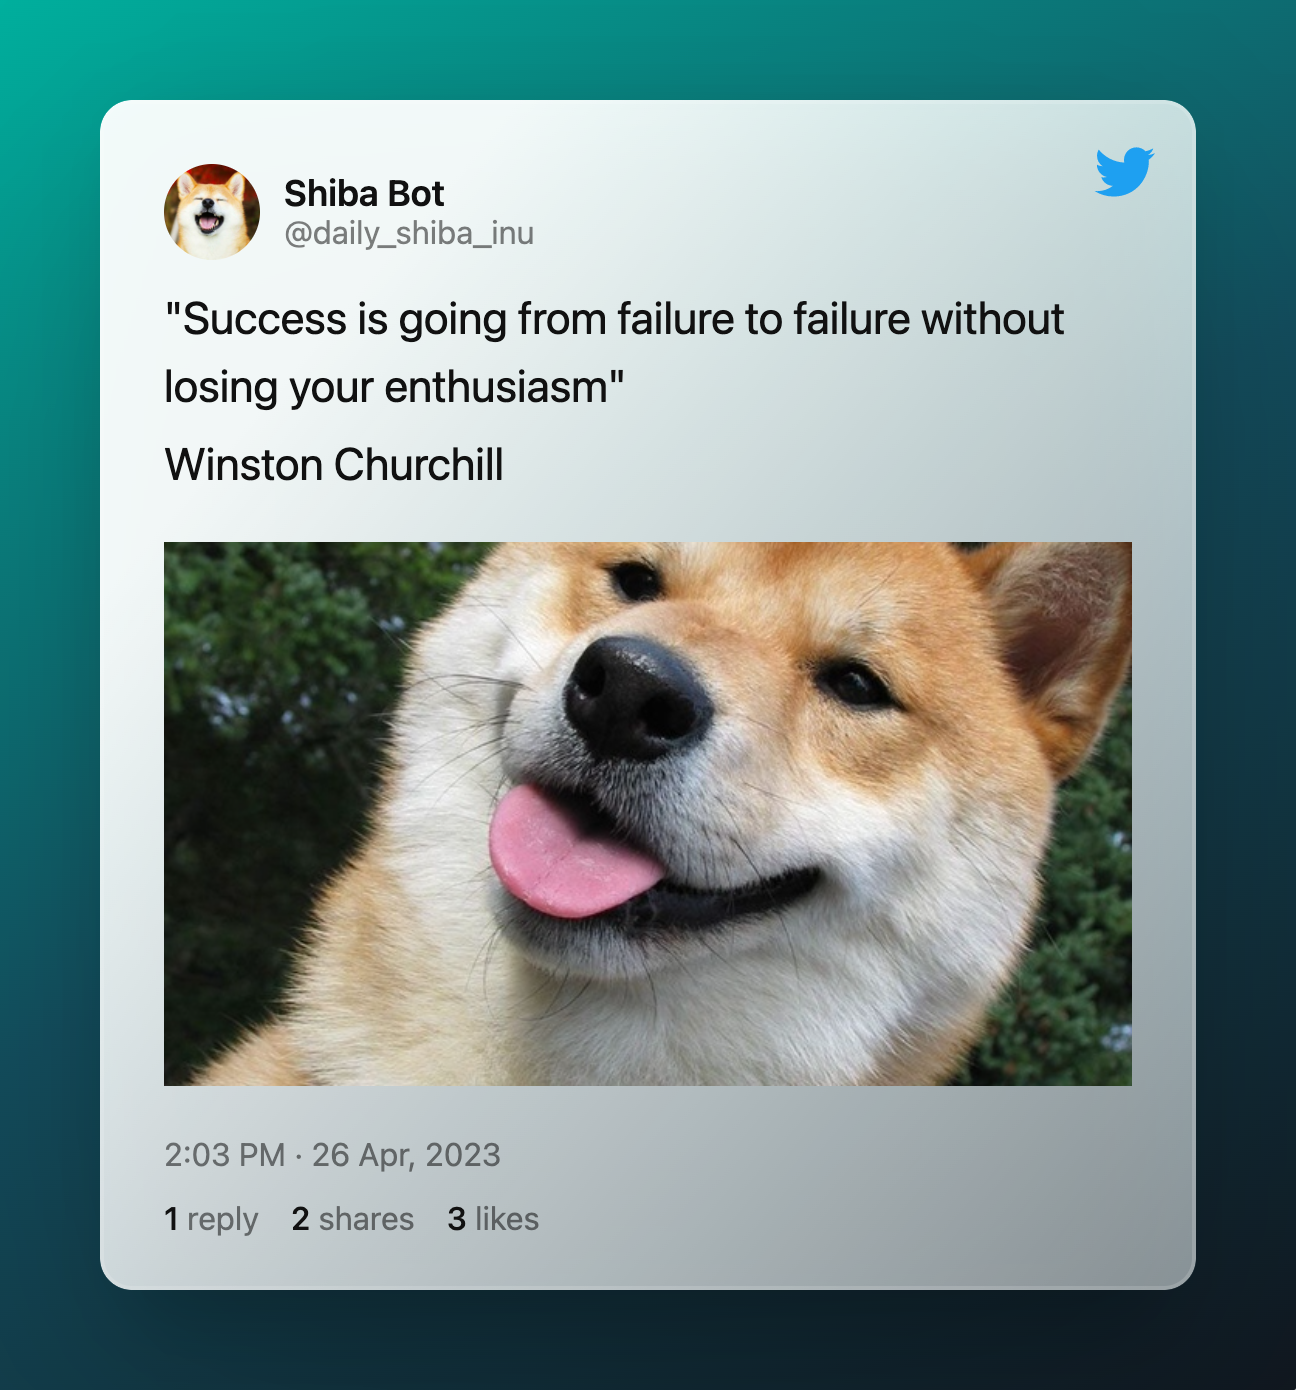 Shiba Bot
@daily_shiba_inu
"Success is going from failure to failure without
losing your enthusiasm"
Winston Churchill
2:03 PM · 26 Apr, 2023
1 reply 2 shares 3 likes